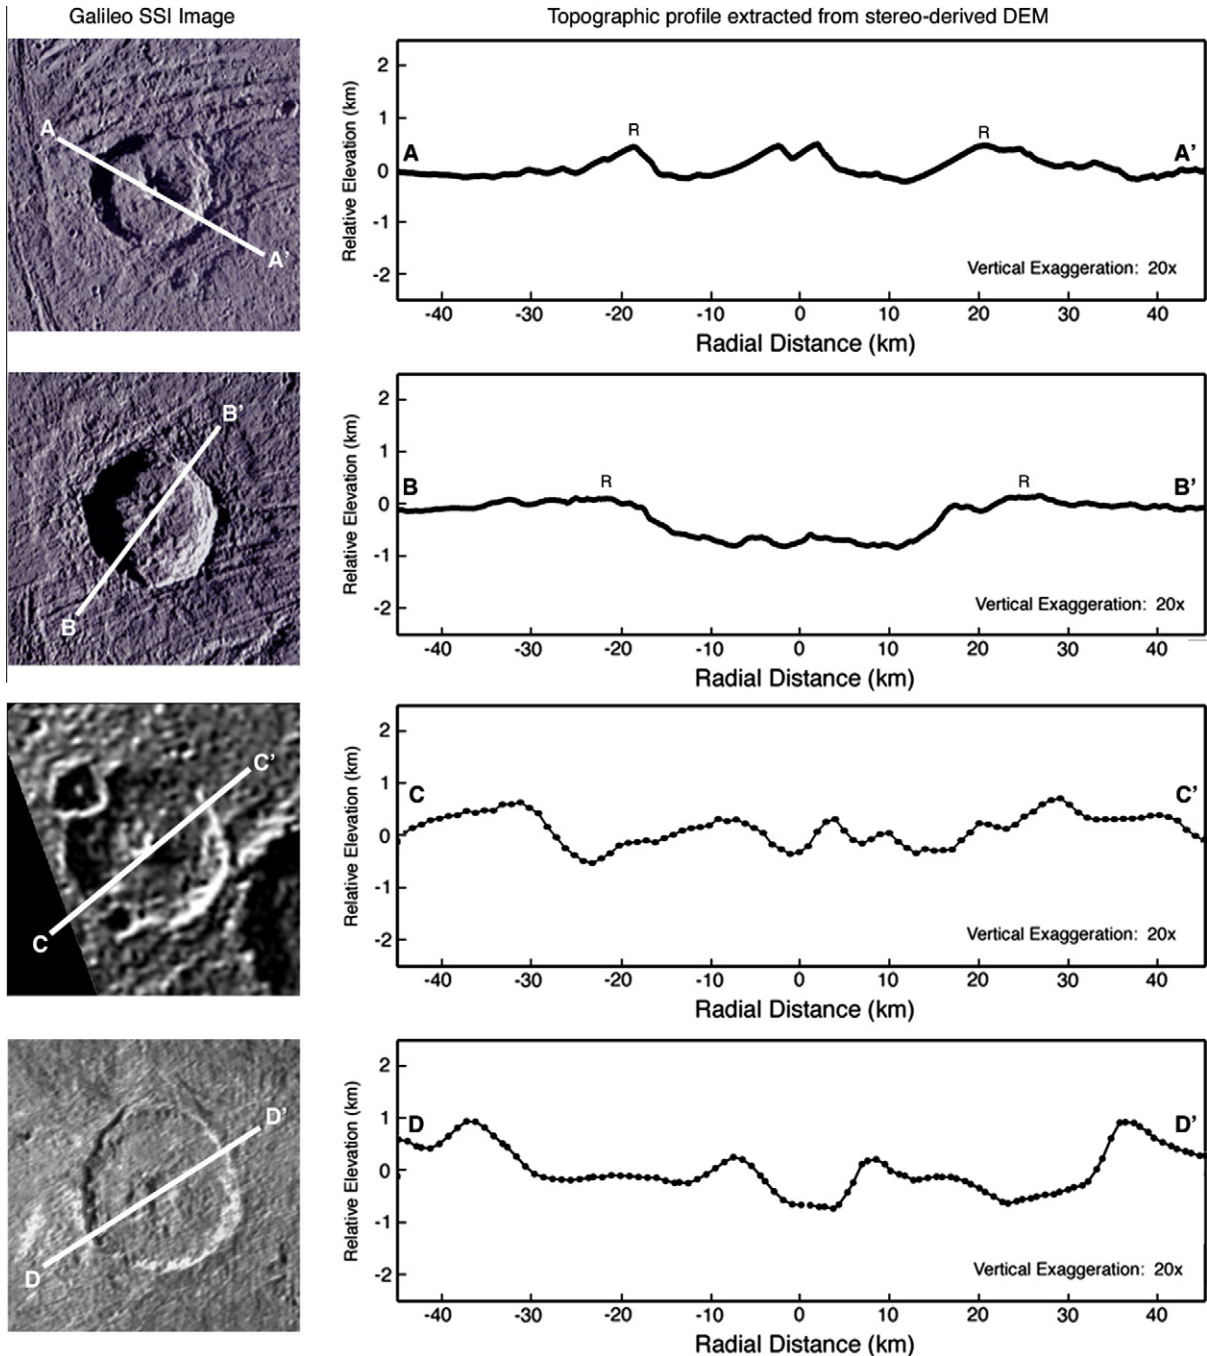 Galileo SSI Image
Topographic profile extracted from stereo-derived DEM
A
A'
2
1
0
-1
-2
Relative Elevation (km)
A
R
R
A'
Vertical Exaggeration: 20x
-40 -30 -20 -10 0 10 20 30 40
Radial Distance (km)
B'
B
2
1
0
-1
-2
Relative Elevation (km)
B
R
R
B'
Vertical Exaggeration: 20x
-40 -30 -20 -10 0 10 20 30 40
Radial Distance (km)
C'
C
2
1
0
-1
-2
Relative Elevation (km)
C
C'
Vertical Exaggeration: 20x
-40 -30 -20 -10 0 10 20 30 40
Radial Distance (km)
D'
D
2
1
0
-1
-2
Relative Elevation (km)
D
D'
Vertical Exaggeration: 20x
-40 -30 -20 -10 0 10 20 30 40
Radial Distance (km)